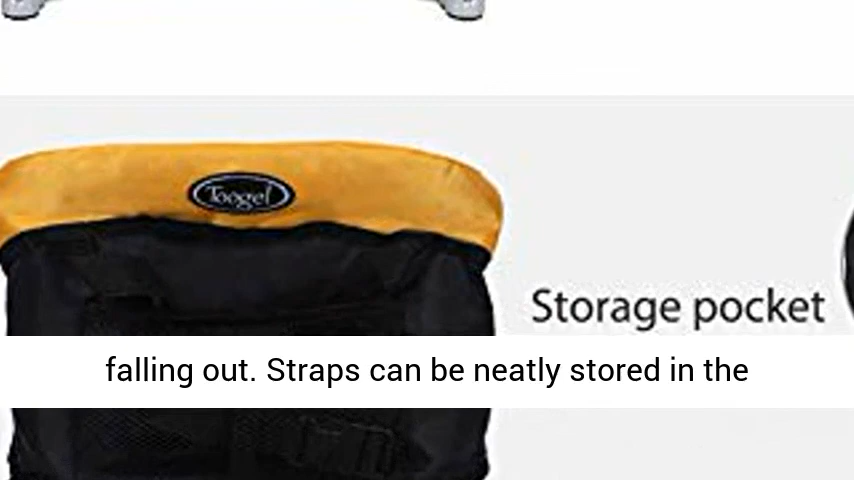 Toogel
Storage pocket
falling out. Straps can be neatly stored in the